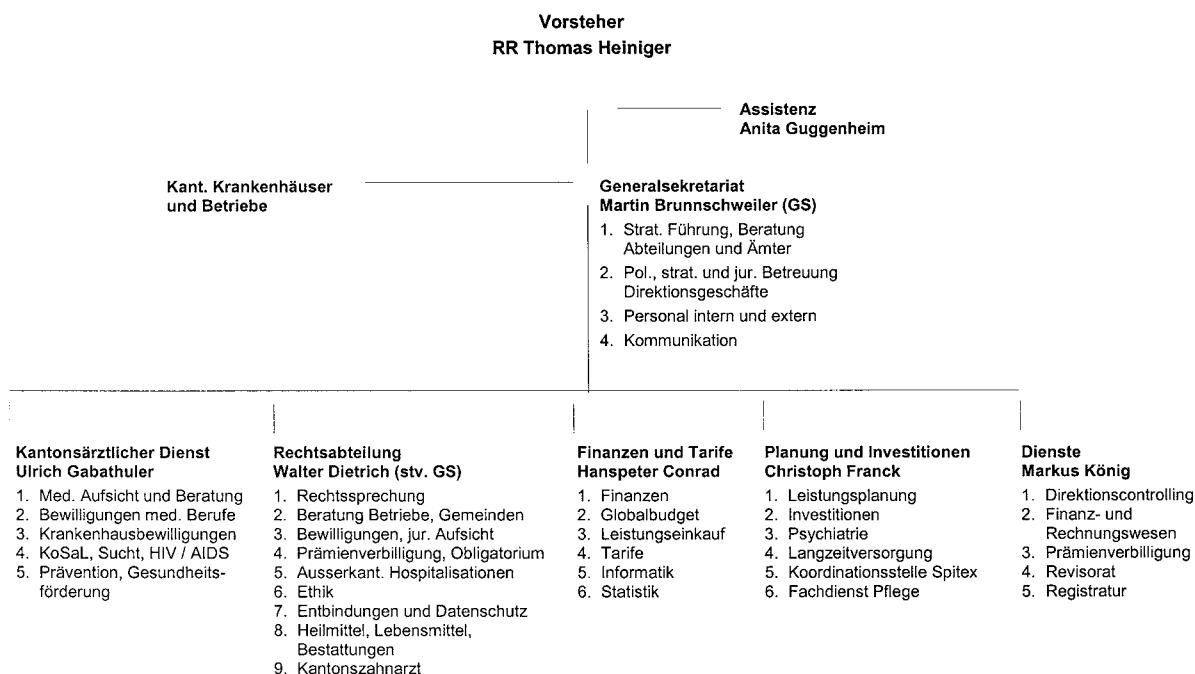 Vorsteher
RR Thomas Heiniger
Assistenz
Anita Guggenheim
Kant. Krankenhäuser
und Betriebe
Generalsekretariat
Martin Brunnschweiler (GS)
1. Strat. Führung, Beratung
Abteilungen und Ämter
2. Pol., strat. und jur. Betreuung
Direktionsgeschäfte
3. Personal intern und extern
4. Kommunikation
Kantonsärztlicher Dienst
Ulrich Gabathuler
1. Med. Aufsicht und Beratung
2. Bewilligungen med. Berufe
3. Krankenhausbewilligungen
4. KoSaL, Sucht, HIV / AIDS
5. Prävention, Gesundheits-
förderung
Rechtsabteilung
Walter Dietrich (stv. GS)
1. Rechtssprechung
2. Beratung Betriebe, Gemeinden
3. Bewilligungen, jur. Aufsicht
4. Prämienverbilligung, Obligatorium
5. Ausserkant. Hospitalisationen
6. Ethik
7. Entbindungen und Datenschutz
8. Heilmittel, Lebensmittel,
Bestattungen
9. Kantonszahnarzt
Finanzen und Tarife
Hanspeter Conrad
1. Finanzen
2. Globalbudget
3. Leistungseinkauf
4. Tarife
5. Informatik
6. Statistik
Planung und Investitionen
Christoph Franck
1. Leistungsplanung
2. Investitionen
3. Psychiatrie
4. Langzeitversorgung
5. Koordinationsstelle Spitex
6. Fachdienst Pflege
Dienste
Markus König
1. Direktionscontrolling
2. Finanz- und
Rechnungswesen
3. Prämienverbilligung
4. Revisorat
5. Registratur